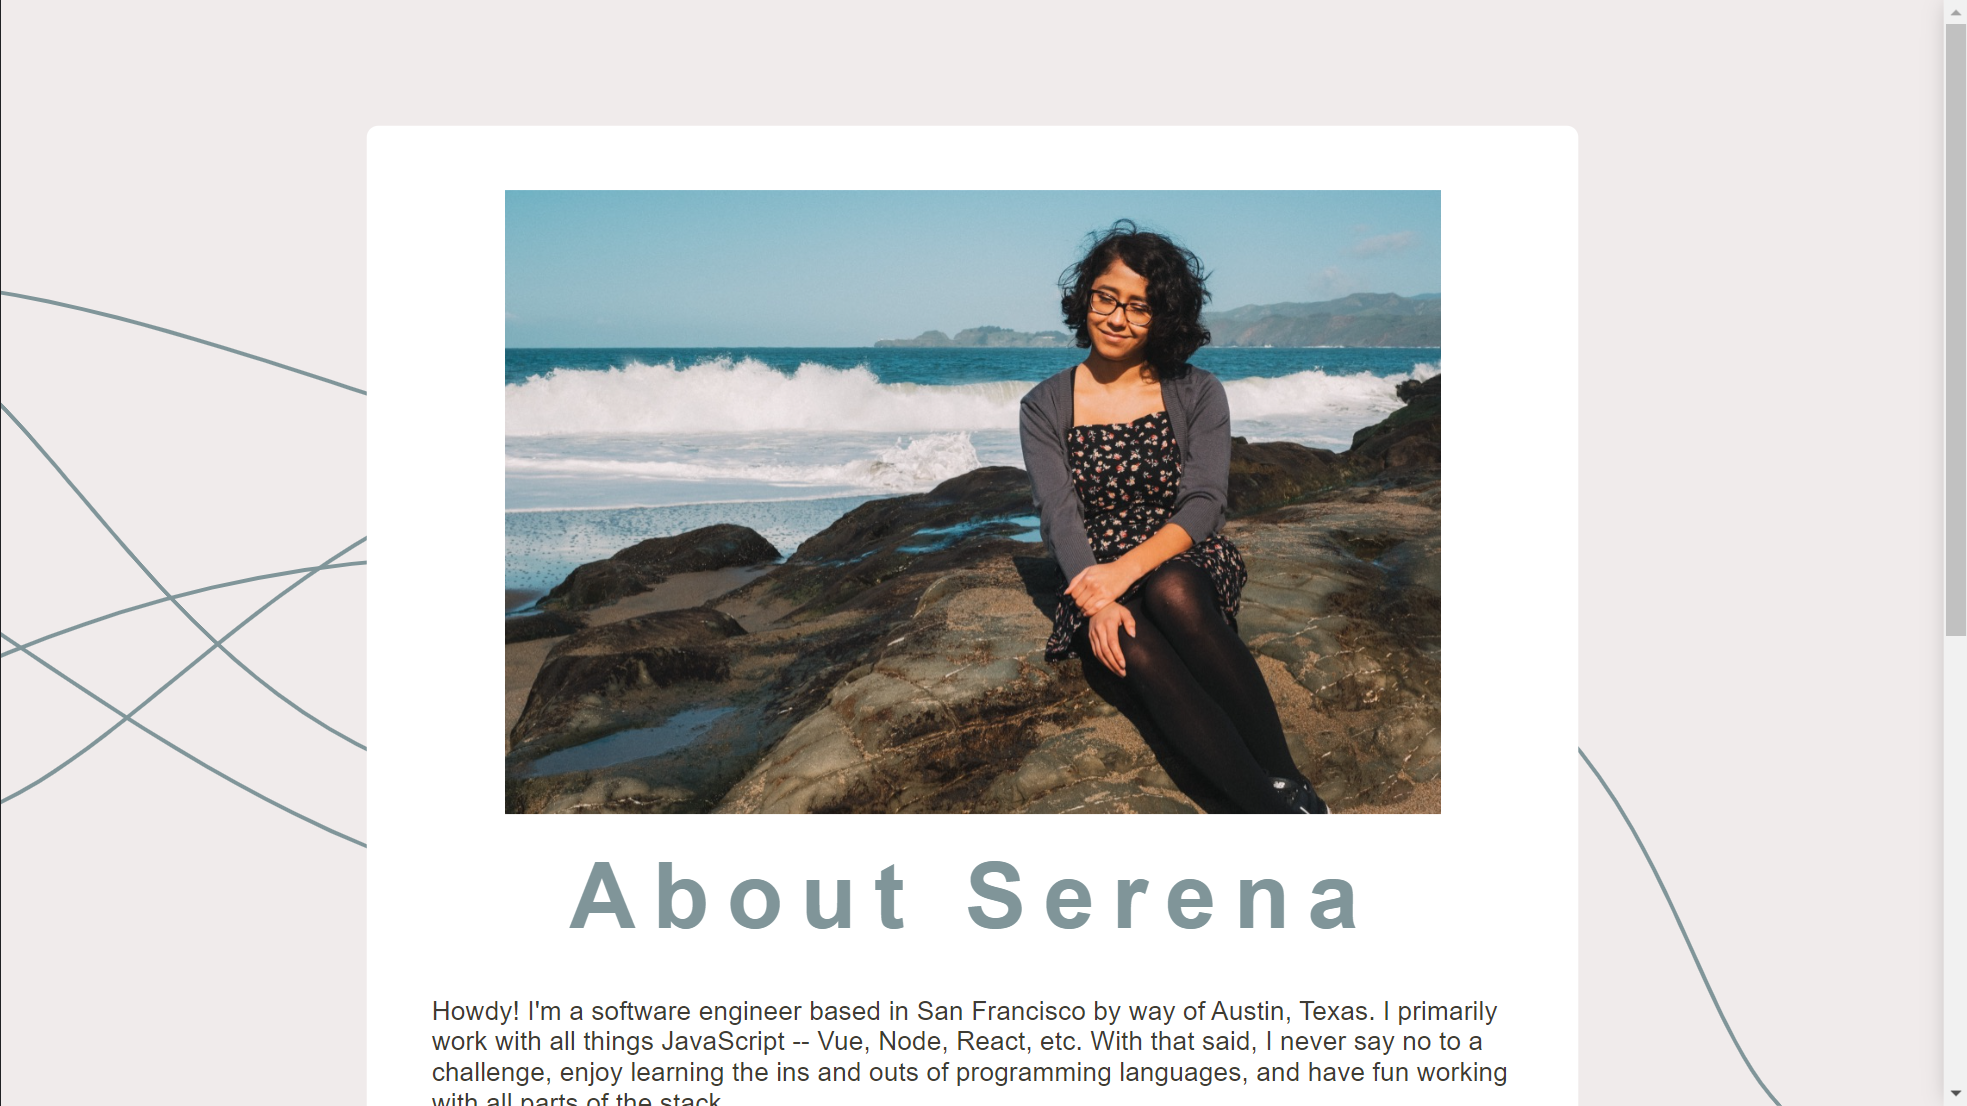 About Serena
Howdy! I'm a software engineer based in San Francisco by way of Austin, Texas. I primarily
work with all things JavaScript -- Vue, Node, React, etc. With that said, I never say no to a
challenge, enjoy learning the ins and outs of programming languages, and have fun working
with all parts of the stack